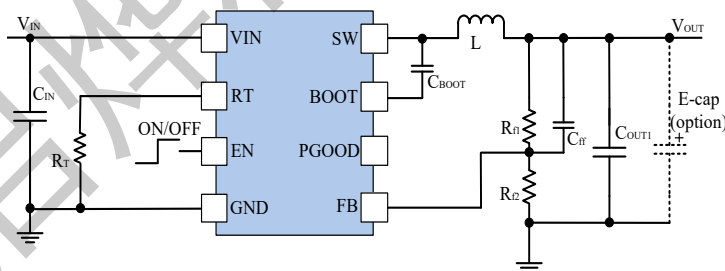 VIN
VOUT
VIN
SW
L
CIN
CBOOT
RT
BOOT
E-cap
(option)
+
ON/OFF
Rf1
Cff
COUT1
RT
EN
PGOOD
Rf2
GND
FB